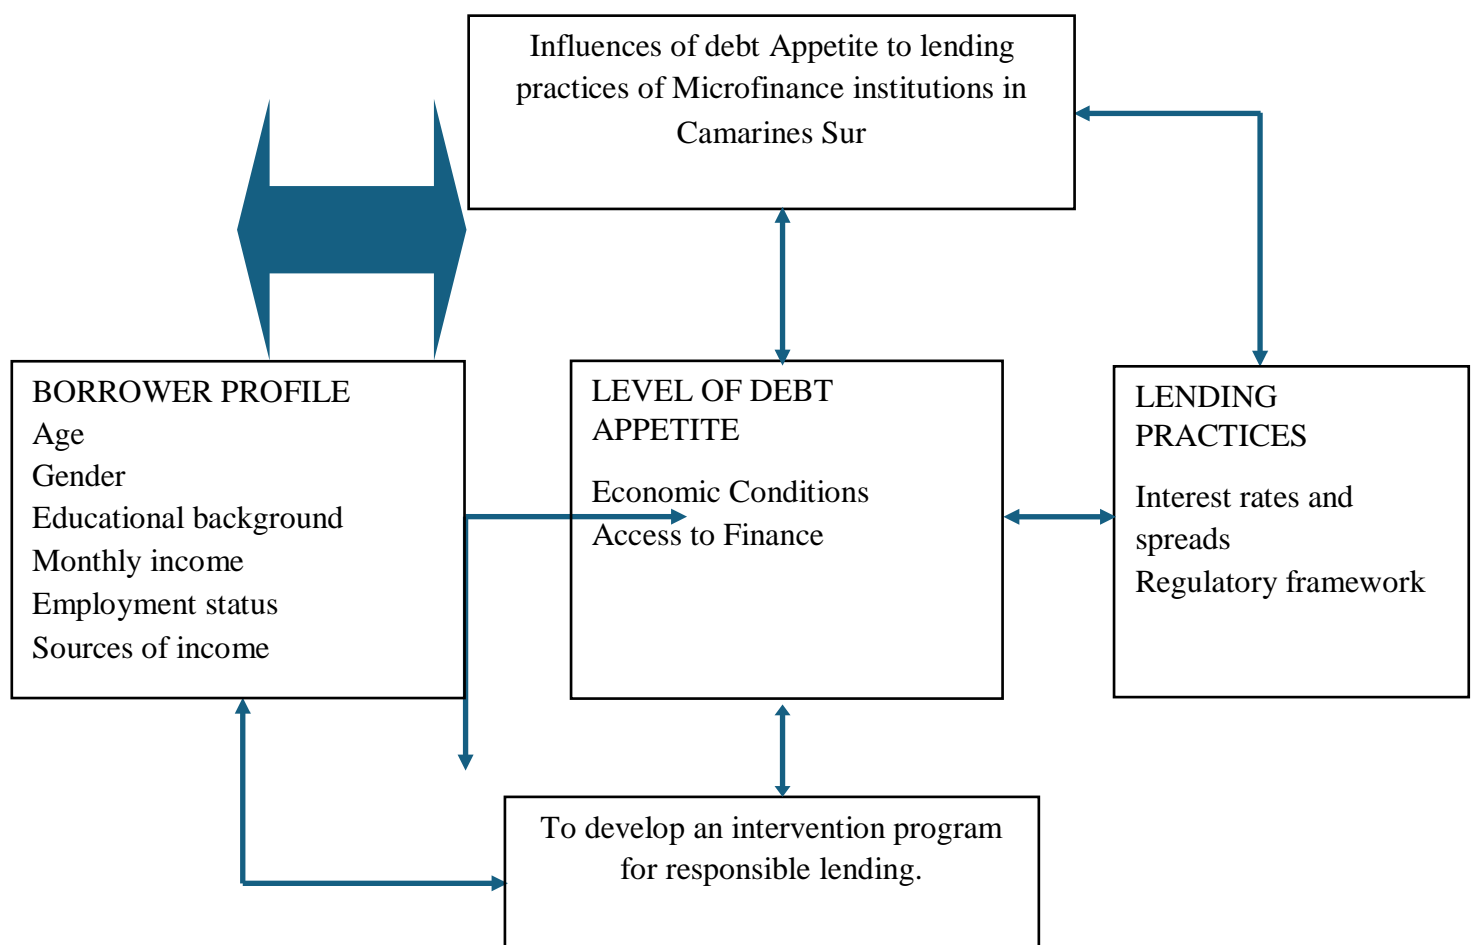 Influences of debt Appetite to lending
practices of Microfinance institutions in
Camarines Sur
BORROWER PROFILE
Age
Gender
Educational background
Monthly income
Employment status
Sources of income
LEVEL OF DEBT
APPETITE
Economic Conditions
Access to Finance
LENDING
PRACTICES
Interest rates and
spreads
Regulatory framework
To develop an intervention program
for responsible lending.